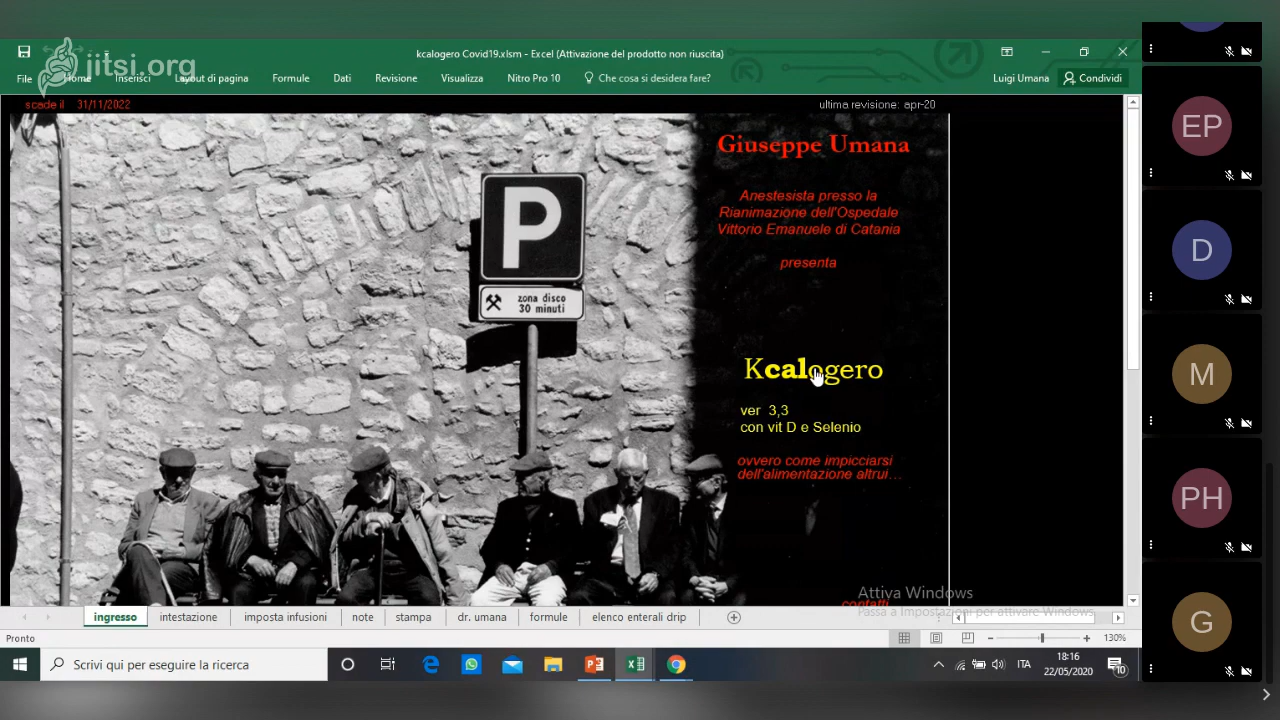 jitsi.org
kcalogero Covid19.xlsm - Excel (Attivazione del prodotto non riuscita)
File Home Inserisci Layout di pagina Formule Dati Revisione Visualizza Nitro Pro 10 Che cosa si desidera fare? Luigi Umana Condividi
scade il 31/11/2022
ultima revisione: apr-20
Giuseppe Umana
Anestesista presso la
Rianimazione dell'Ospedale
Vittorio Emanuele di Catania
presenta
P
zona disco
30 minuti
Kcalogero
ver 3,3
con vit D e Selenio
ovvero come impicciarsi
dell'alimentazione altrui...
contatti
Attiva Windows
Passa a Impostazioni per attivare Windows.
ingresso intestazione imposta infusioni note stampa dr. umana formule elenco enterali drip
Pronto
130%
Scrivi qui per eseguire la ricerca
ITA
18:16
22/05/2020
10
EP
D
M
PH
G